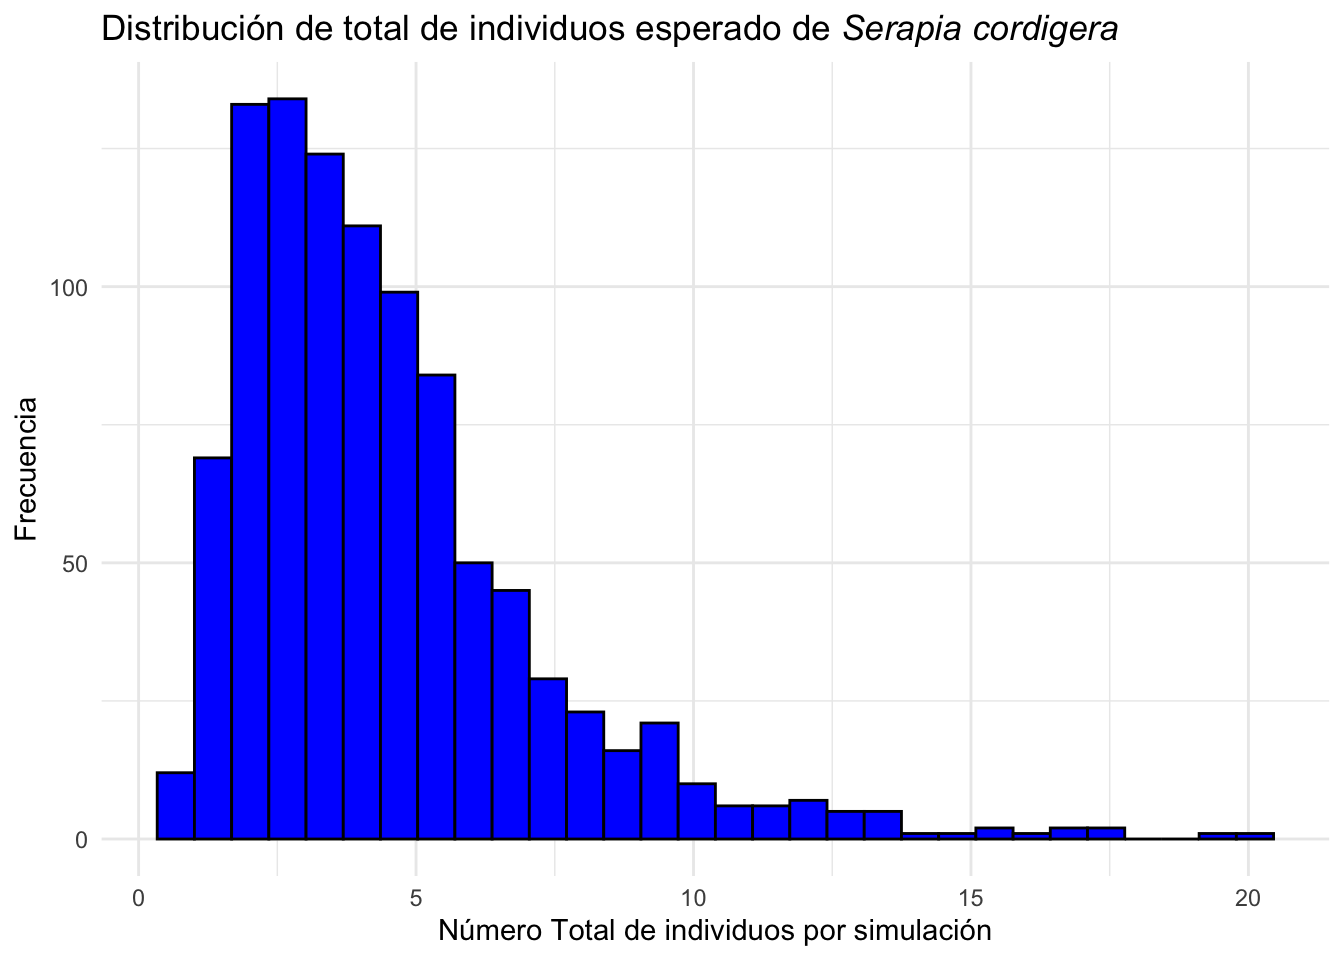 Distribución de total de individuos esperado de Serapia cordigera
Frecuencia
100
50
0
0 5 10 15 20
Número Total de individuos por simulación